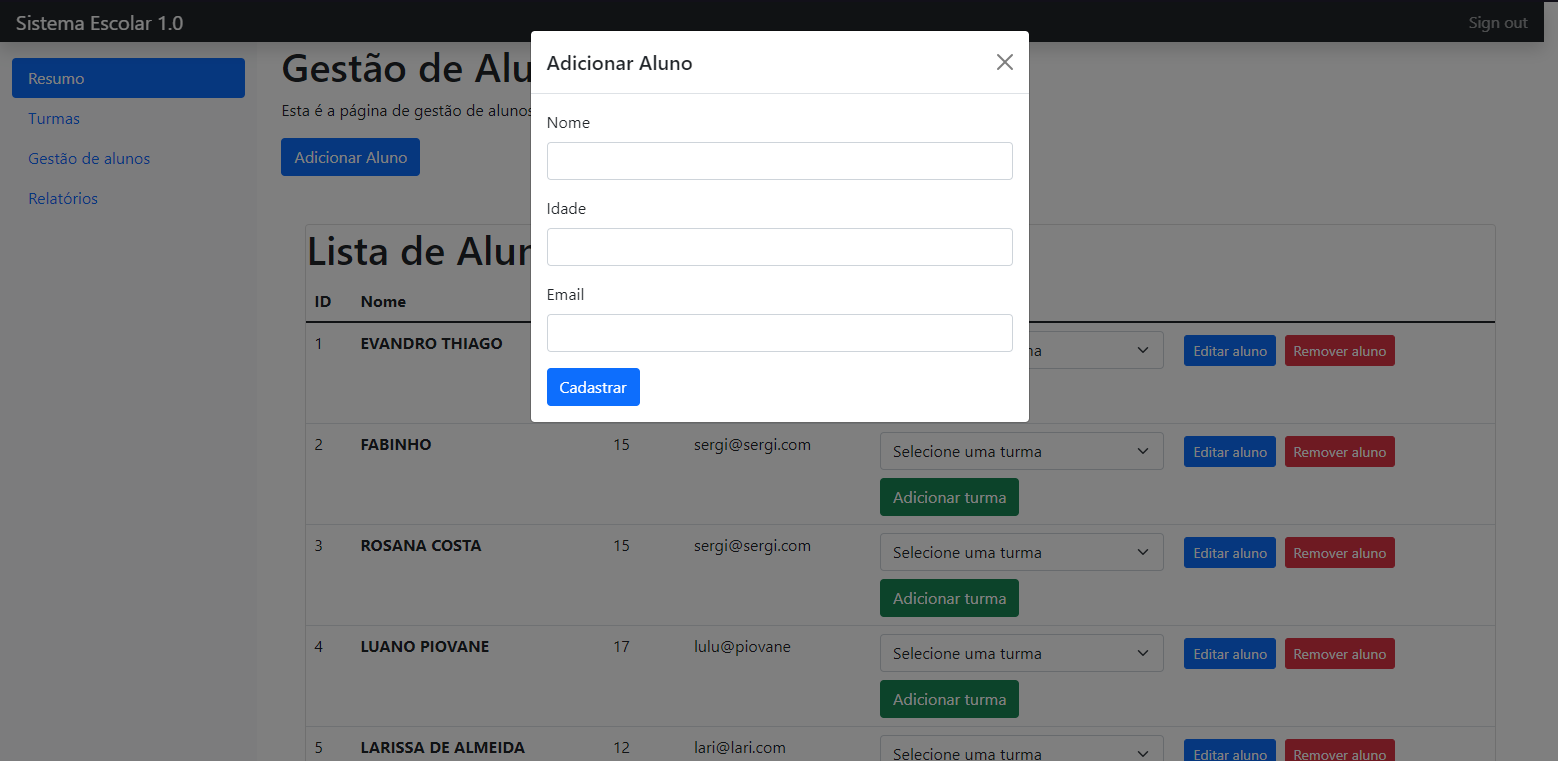 Sistema Escolar 1.0
Sign out
Resumo
Turmas
Gestão de alunos
Relatórios
Gestão de Alu
Esta é a página de gestão de alunos
Adicionar Aluno
Adicionar Aluno
Nome
Idade
Email
Cadastrar
Lista de Alun
ID Nome
1 EVANDRO THIAGO ma Editar aluno Remover aluno
2 FABINHO 15 sergi@sergi.com Selecione uma turma Editar aluno Remover aluno
Adicionar turma
3 ROSANA COSTA 15 sergi@sergi.com Selecione uma turma Editar aluno Remover aluno
Adicionar turma
4 LUANO PIOVANE 17 lulu@piovane Selecione uma turma Editar aluno Remover aluno
Adicionar turma
5 LARISSA DE ALMEIDA 12 lari@lari.com Selecione uma turma Editar aluno Remover aluno